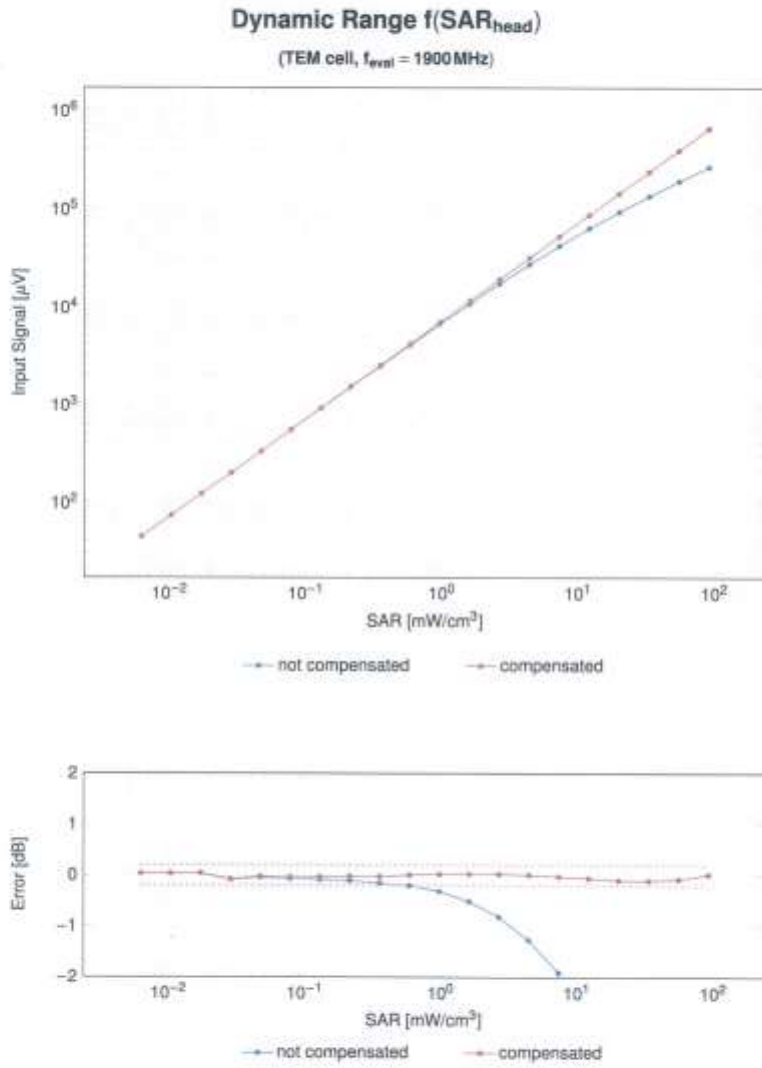 Dynamic Range f(SAR_head)
(TEM cell, f_eval = 1900 MHz)
Input Signal [µV]
10⁶
10⁵
10⁴
10³
10²
10⁻² 10⁻¹ 10⁰ 10¹ 10²
SAR [mW/cm³]
not compensated compensated
Error [dB]
2
1
0
−1
−2
10⁻² 10⁻¹ 10⁰ 10¹ 10²
SAR [mW/cm³]
not compensated compensated